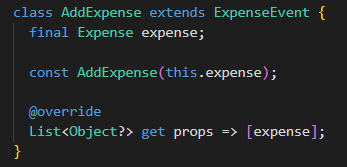 class AddExpense extends ExpenseEvent {
  final Expense expense;

  const AddExpense(this.expense);

  @override
  List<Object?> get props => [expense];
}